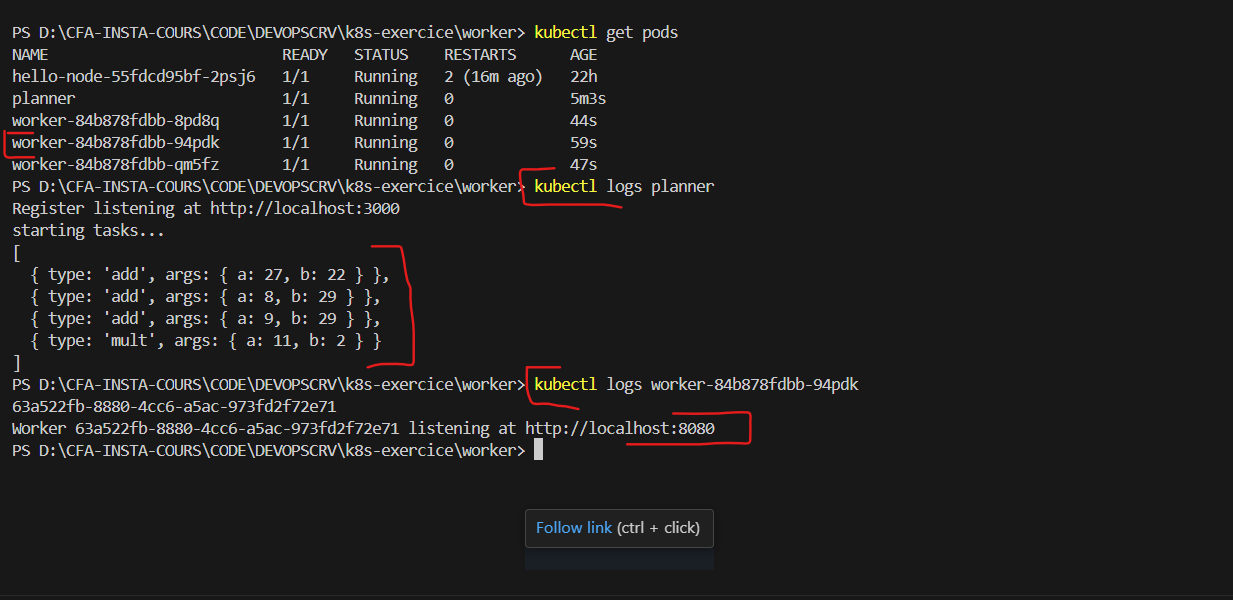 PS D:\CFA-INSTA-COURS\CODE\DEVOPSCRV\k8s-exercice\worker> kubectl get pods
NAME READY STATUS RESTARTS AGE
hello-node-55fdcd95bf-2psj6 1/1 Running 2 (16m ago) 22h
planner 1/1 Running 0 5m3s
worker-84b878fdbb-8pd8q 1/1 Running 0 44s
worker-84b878fdbb-94pdk 1/1 Running 0 59s
worker-84b878fdbb-qm5fz 1/1 Running 0 47s
PS D:\CFA-INSTA-COURS\CODE\DEVOPSCRV\k8s-exercice\worker> kubectl logs planner
Register listening at http://localhost:3000
starting tasks...
[
  { type: 'add', args: { a: 27, b: 22 } },
  { type: 'add', args: { a: 8, b: 29 } },
  { type: 'add', args: { a: 9, b: 29 } },
  { type: 'mult', args: { a: 11, b: 2 } }
]
PS D:\CFA-INSTA-COURS\CODE\DEVOPSCRV\k8s-exercice\worker> kubectl logs worker-84b878fdbb-94pdk
63a522fb-8880-4cc6-a5ac-973fd2f72e71
Worker 63a522fb-8880-4cc6-a5ac-973fd2f72e71 listening at http://localhost:8080
PS D:\CFA-INSTA-COURS\CODE\DEVOPSCRV\k8s-exercice\worker>
Follow link (ctrl + click)